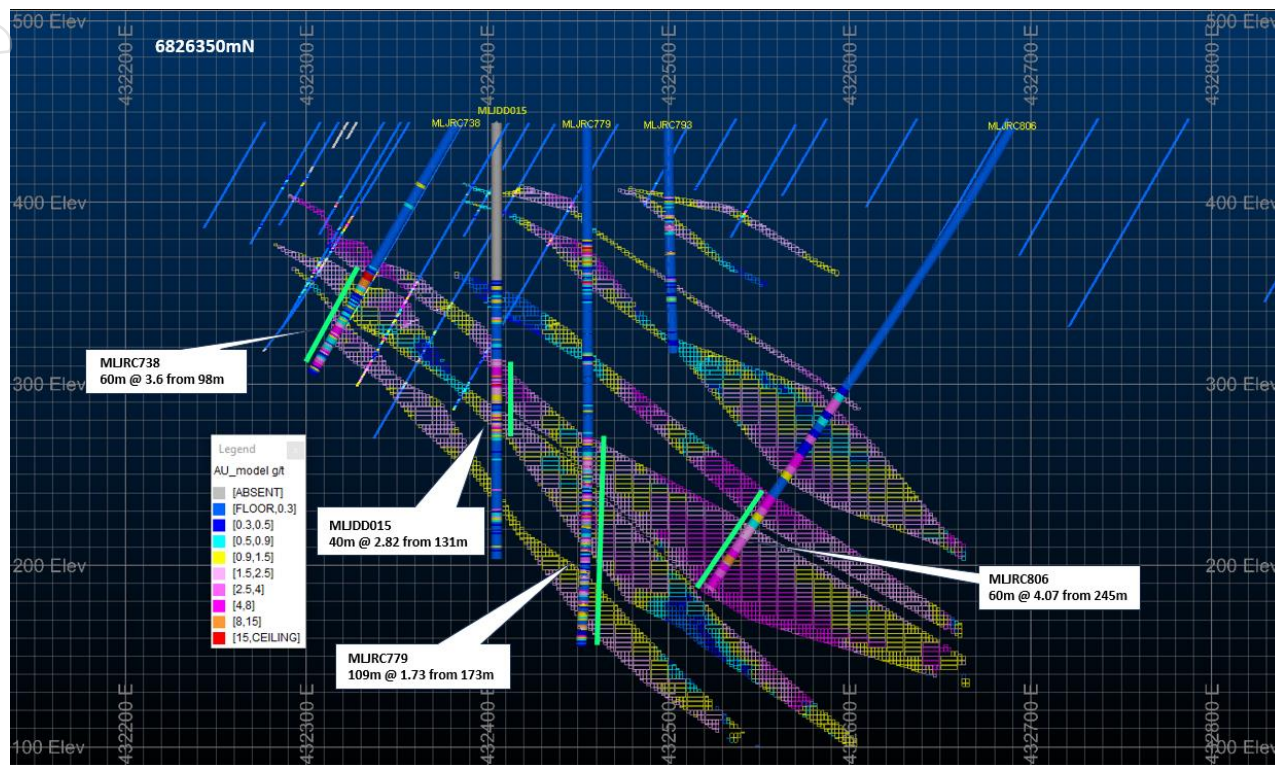 500 Elev
500 Elev
6826350mN
432200 E
432300 E
432400 E
432500 E
432600 E
432700 E
432800 E
MLJRC738
MLJDD015
MLJRC779
MLJRC793
MLJRC806
400 Elev
400 Elev
MLJRC738
60m @ 3.6 from 98m
300 Elev
300 Elev
Legend
AU_model g/t
[ABSENT]
[FLOOR,0.3]
[0.3,0.5]
[0.5,0.9]
[0.9,1.5]
[1.5,2.5]
[2.5,4]
[4,8]
[8,15]
[15,CEILING]
MLJDD015
40m @ 2.82 from 131m
200 Elev
200 Elev
MLJRC806
60m @ 4.07 from 245m
MLJRC779
109m @ 1.73 from 173m
432200 E
432300 E
432400 E
432500 E
432600 E
432700 E
432800 E
100 Elev
100 Elev